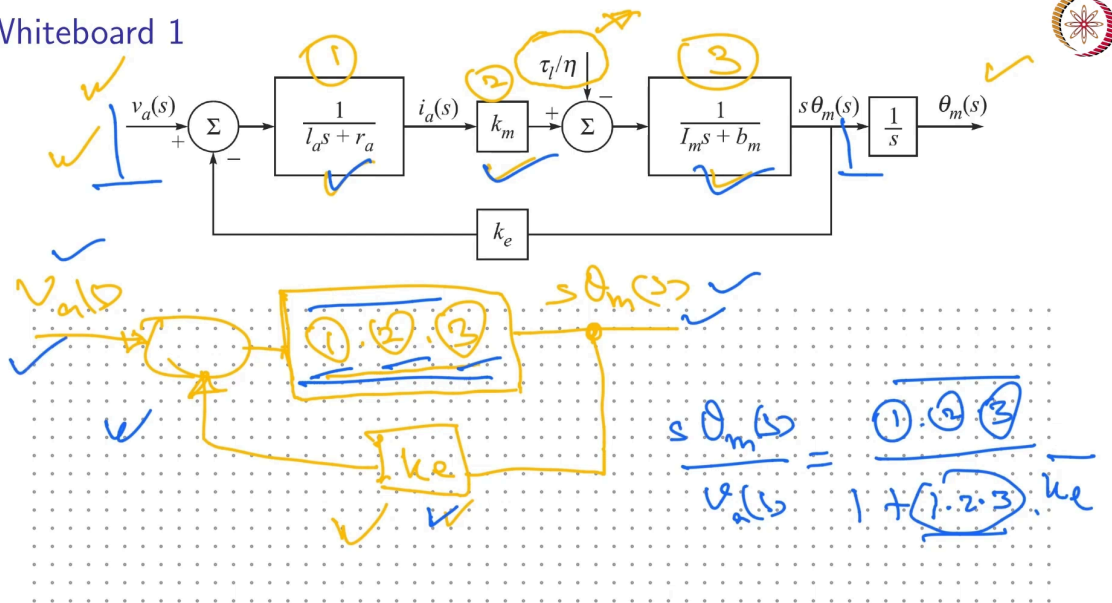 Whiteboard 1
① ② τ_l/η ③
v_a(s) + Σ − 1/(l_a s + r_a) i_a(s) k_m + Σ − 1/(I_m s + b_m) sθ_m(s) 1/s θ_m(s)
k_e
V_a(s) ①.②.③ sθ_m(s)
ke
sθ_m(s)/v_a(s) = ①.②.③/1+(1.2.3).ke